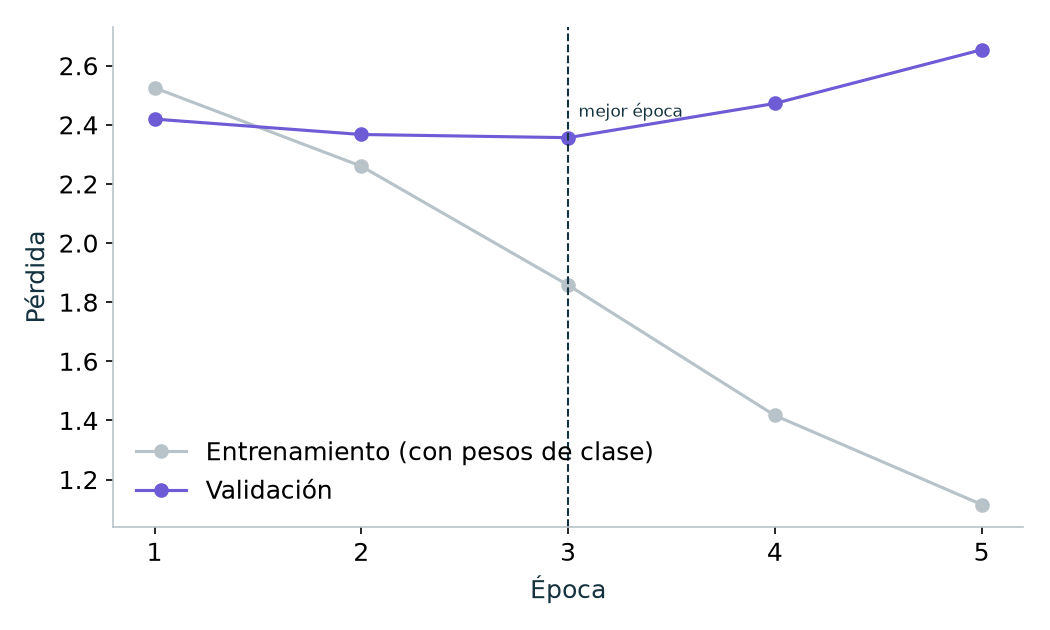 2.6
2.4
2.2
2.0
1.8
1.6
1.4
1.2
Pérdida
mejor época
Entrenamiento (con pesos de clase)
Validación
1 2 3 4 5
Época